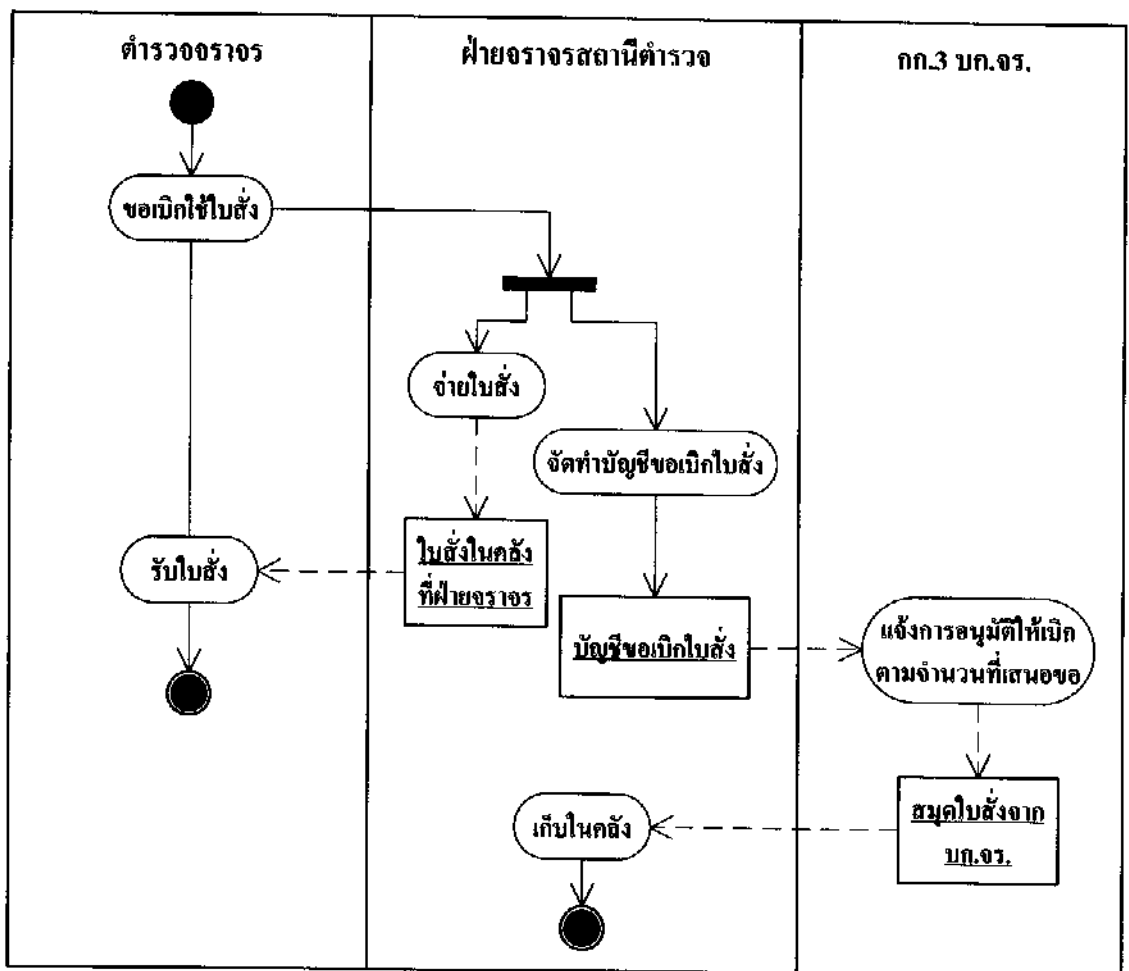 ตำรวจจราจร
ฝ่ายจราจรสถานีตำรวจ
กก.3 บก.จร.
ขอเบิกใช้ใบสั่ง
จ่ายใบสั่ง
จัดทำบัญชีขอเบิกใบสั่ง
รับใบสั่ง
ใบสั่งในคลัง
ที่ฝ่ายจราจร
บัญชีขอเบิกใบสั่ง
แจ้งการอนุมัติให้เบิก
ตามจำนวนที่เสนอขอ
สมุดใบสั่งจาก
บก.จร.
เก็บในคลัง